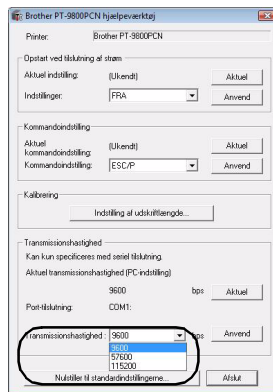 Brother PT-9800PCN hjælpeværktøj
Printer: Brother PT-9800PCN
Opstart ved tilslutning af strøm
Aktuel indstilling: (Ukendt) Aktuel
Indstillinger: FRA Anvend
Kommandoindstilling
Aktuel kommandoindstilling: (Ukendt) Aktuel
Kommandoindstilling: ESC/P Anvend
Kalibrering
Indstilling af udskriftlængde...
Transmissionshastighed
Kan kun specificeres med seriel tilslutning.
Aktuel transmissionshastighed (PC-indstilling)
9600 bps Aktuel
Port-tilslutning: COM1:
Transmissionshastighed: 9600 bps Anvend
9600
57600
115200
Nulstiller til standardindstillingerne... Afslut